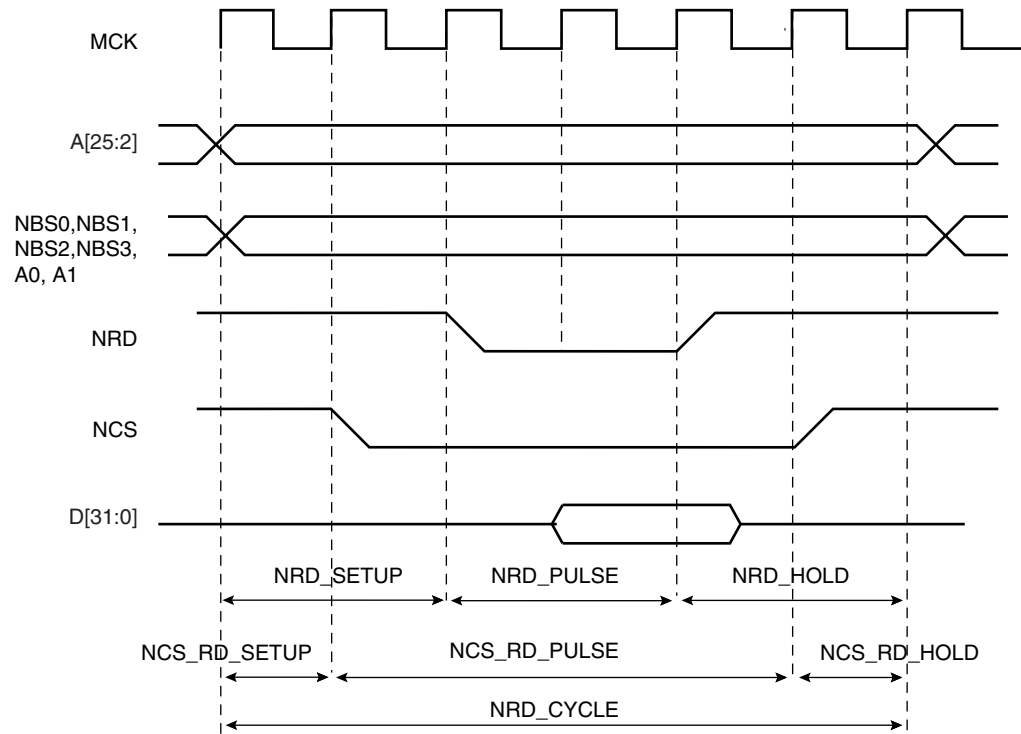 MCK
A[25:2]
NBS0,NBS1,
NBS2,NBS3,
A0, A1
NRD
NCS
D[31:0]
NRD_SETUP NRD_PULSE NRD_HOLD
NCS_RD_SETUP NCS_RD_PULSE NCS_RD_HOLD
NRD_CYCLE